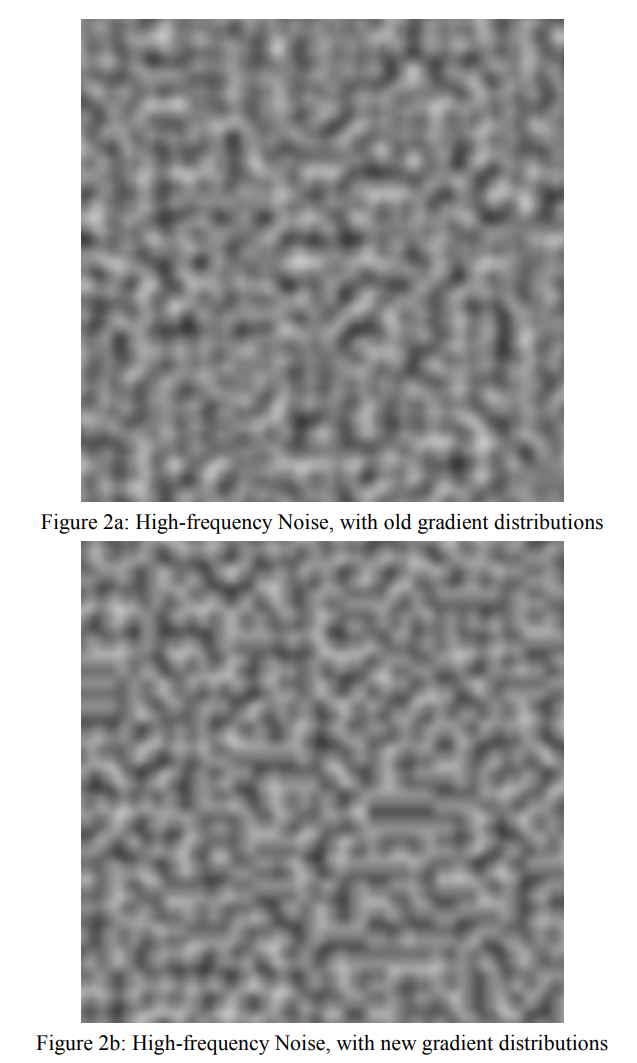 Figure 2a: High-frequency Noise, with old gradient distributions
Figure 2b: High-frequency Noise, with new gradient distributions